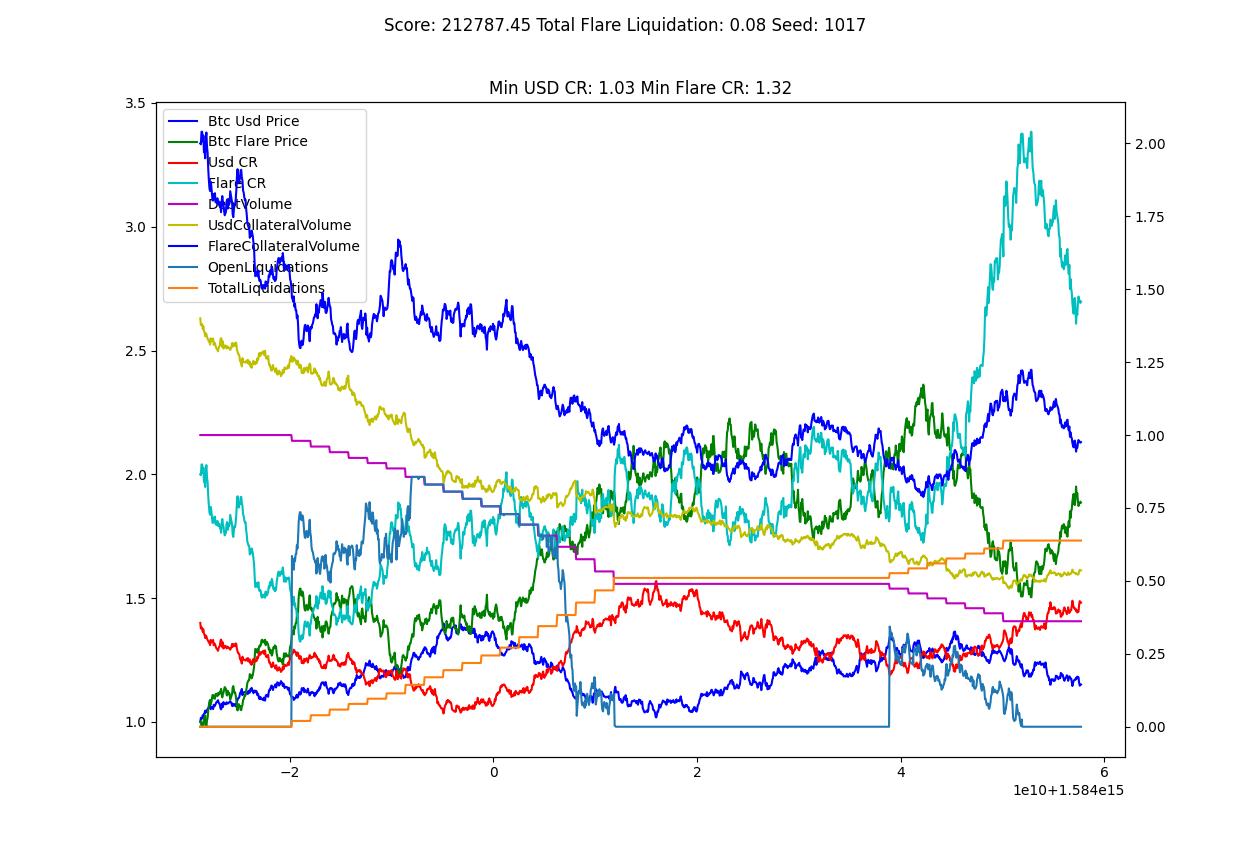 Score: 212787.45 Total Flare Liquidation: 0.08 Seed: 1017
Min USD CR: 1.03 Min Flare CR: 1.32
3.5
3.0
2.5
2.0
1.5
1.0
Btc Usd Price
Btc Flare Price
Usd CR
Flare CR
DebtVolume
UsdCollateralVolume
FlareCollateralVolume
OpenLiquidations
TotalLiquidations
2.00
1.75
1.50
1.25
1.00
0.75
0.50
0.25
0.00
−2
0
2
4
6
1e10+1.584e15